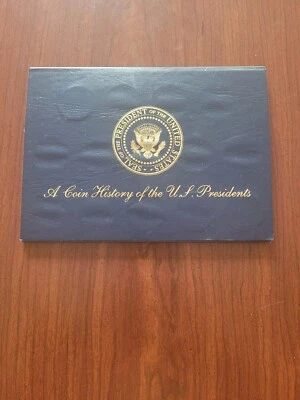 SEAL OF THE PRESIDENT OF THE UNITED STATES
A Coin History of the U.S. Presidents